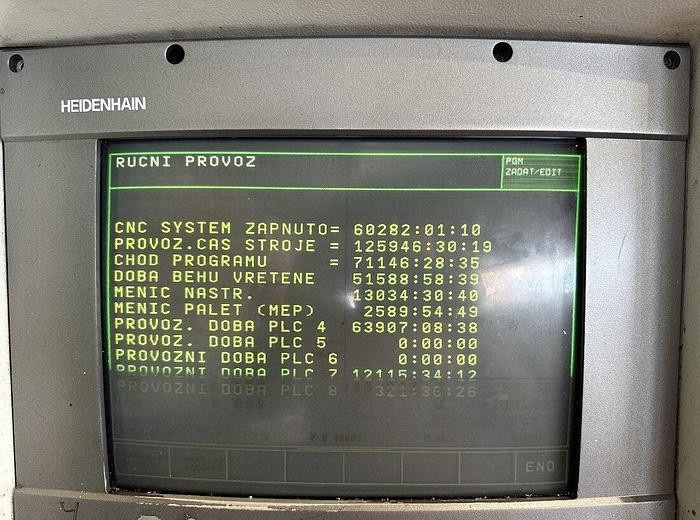 HEIDENHAIN
RUCNI PROVOZ
PGM
ZADAT/EDIT
CNC SYSTEM ZAPNUTO= 60282:01:10
PROVOZ.CAS STROJE = 125946:30:19
CHOD PROGRAMU = 71146:28:35
DOBA BEHU VRETENE 51588:58:39
MENIC NASTR. 13034:30:40
MENIC PALET (MEP) 2589:54:49
PROVOZ. DOBA PLC 4 63907:08:38
PROVOZ. DOBA PLC 5 0:00:00
PROVOZNI DOBA PLC 6 0:00:00
PROVOZNI DOBA PLC 7 12115:34:12
PROVOZNI DOBA PLC 8 321:36:26
END